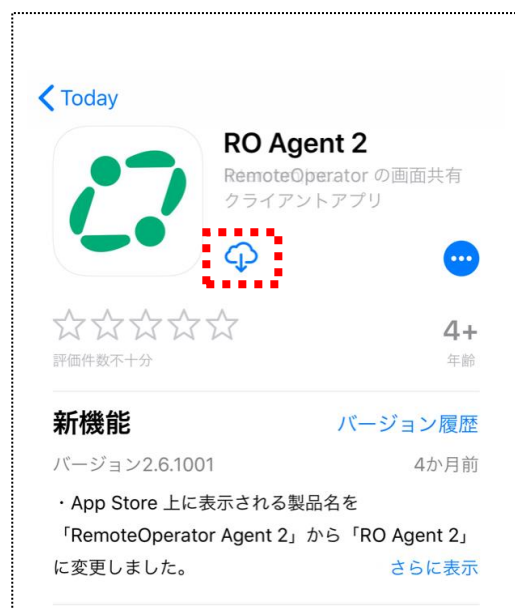 Today
RO Agent 2
RemoteOperator の画面共有
クライアントアプリ
4+
評価件数不十分
年齢
新機能
バージョン履歴
バージョン2.6.1001
4か月前
・App Store 上に表示される製品名を
「RemoteOperator Agent 2」から「RO Agent 2」
に変更しました。
さらに表示